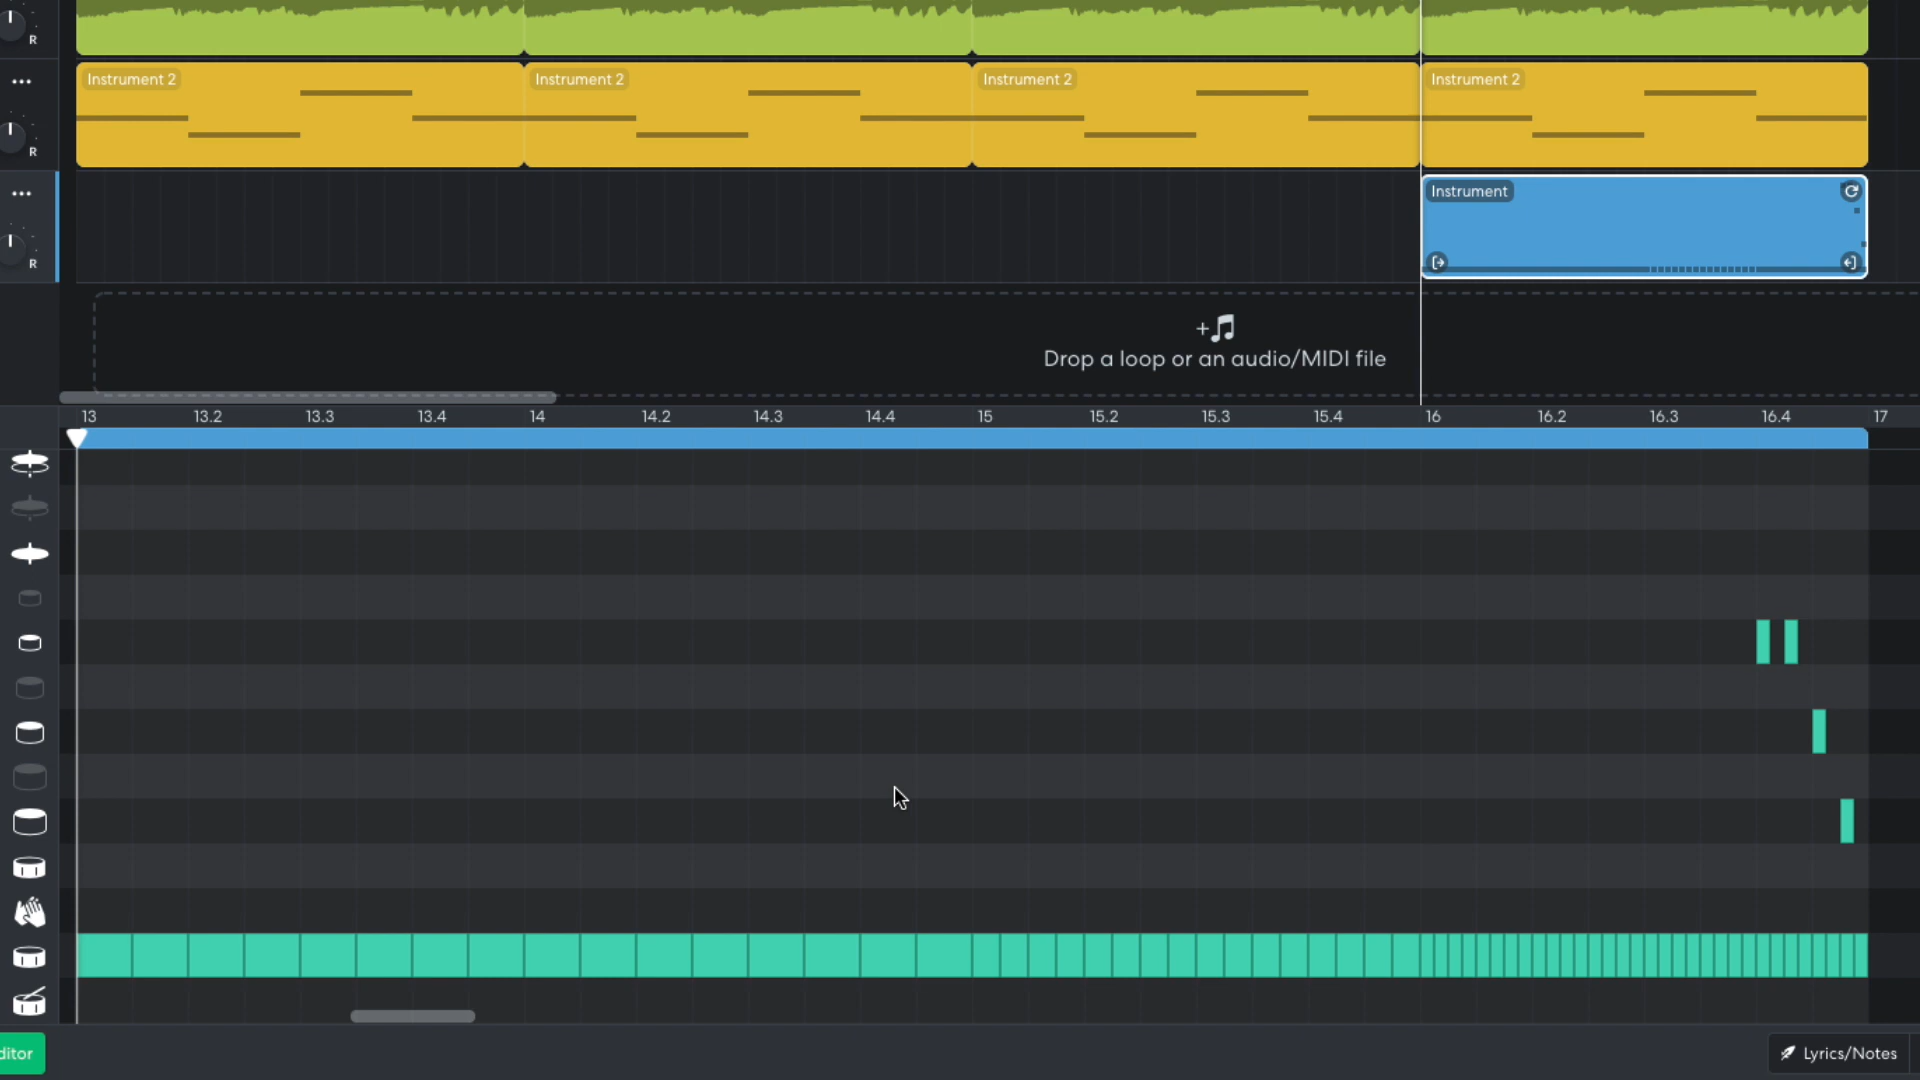 R
Instrument 2
Instrument 2
Instrument 2
Instrument 2
R
Instrument
R
Drop a loop or an audio/MIDI file
13 13.2 13.3 13.4 14 14.2 14.3 14.4 15 15.2 15.3 15.4 16 16.2 16.3 16.4 17
ditor
Lyrics/Notes